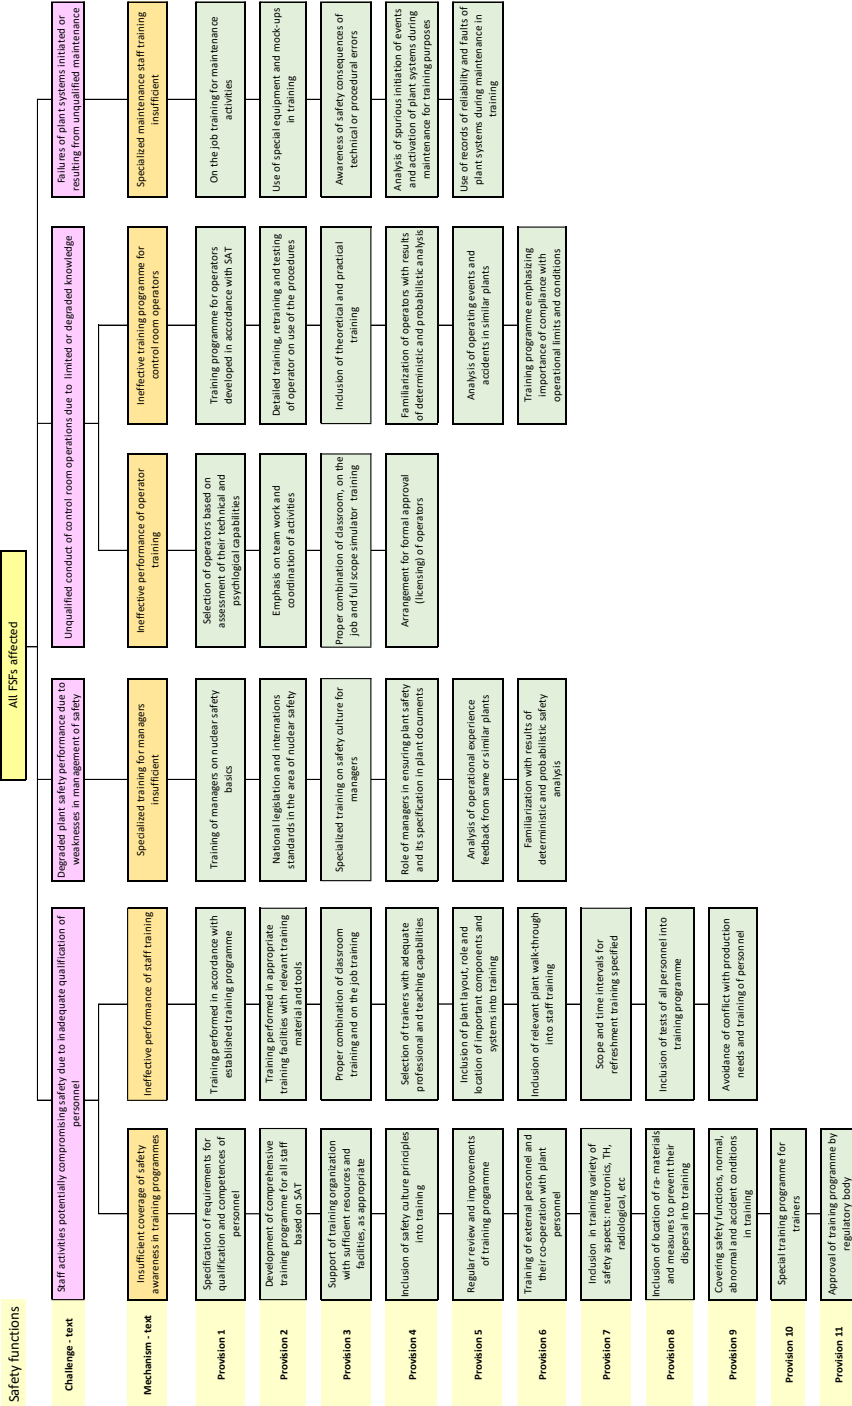 Safety functions
All FSFs affected
Challenge - text
Staff activities potentially compromising safety due to inadequate qualification of
personnel
Degraded plant safety performance due to
weaknesses in management of safety
Unqualified conduct of control room operations due to limited or degraded knowledge
Failures of plant systems initiated or
resulting from unqualified maintenance
Mechanism - text
Insufficient coverage of safety
awareness in training programmes
Ineffective performance of staff training
Specialized training for managers
insufficient
Ineffective performance of operator
training
Ineffective training programme for
control room operators
Specialized maintenance staff training
insufficient
Provision 1
Specification of requirements for
qualification and competences of
personnel
Training performed in accordance with
established training programme
Training of managers on nuclear safety
basics
Selection of operators based on
assessment of their technical and
psychlogical capabilities
Training programme for operators
developed in accordance with SAT
On the job training for maintenance
activities
Provision 2
Development of comprehensive
training programme for all staff
based on SAT
Training performed in appropriate
training facilities with relevant training
material and tools
National legislation and internations
standards in the area of nuclear safety
Emphasis on team work and
coordination of activities
Detailed training, retraining and testing
of operator on use of the procedures
Use of special equipment and mock-ups
in training
Provision 3
Support of training organization
with sufficient resources and
facilities, as appropriate
Proper combination of classroom
training and on the job training
Specialized training on safety culture for
managers
Proper combination of classroom, on the
job and full scope simulator training
Inclusion of theoretical and practical
training
Awareness of safety consequences of
technical or procedural errors
Provision 4
Inclusion of safety culture principles
into training
Selection of trainers with adequate
professional and teaching capabilities
Role of managers in ensuring plant safety
and its specification in plant documents
Arrangement for formal approval
(licensing) of operators
Familiarization of operators with results
of deterministic and probabilistic analysis
Analysis of spurious initiation of events
and activation of plant systems during
maintenance for training purposes
Provision 5
Regular review and improvements
of training programme
Inclusion of plant layout, role and
location of important components and
systems into training
Analysis of operational experience
feedback from same or similar plants
Analysis of operating events and
accidents in similar plants
Use of records of reliability and faults of
plant systems during maintenance in
training
Provision 6
Training of external personnel and
their co-operation with plant
personnel
Inclusion of relevant plant walk-through
into staff training
Familiarization with results of
deterministic and probabilistic safety
analysis
Training programme emphasizing
importance of compliance with
operational limits and conditions
Provision 7
Inclusion in training variety of
safety aspects: neutronics, TH,
radiological, etc
Scope and time intervals for
refreshment training specified
Provision 8
Inclusion of location of ra- materials
and measures to prevent their
dispersal into training
Inclusion of tests of all personnel into
training programme
Provision 9
Covering safety functions, normal,
abnormal and accident conditions
in training
Avoidance of conflict with production
needs and training of personnel
Provision 10
Special training programme for
trainers
Provision 11
Approval of training programme by
regulatory body